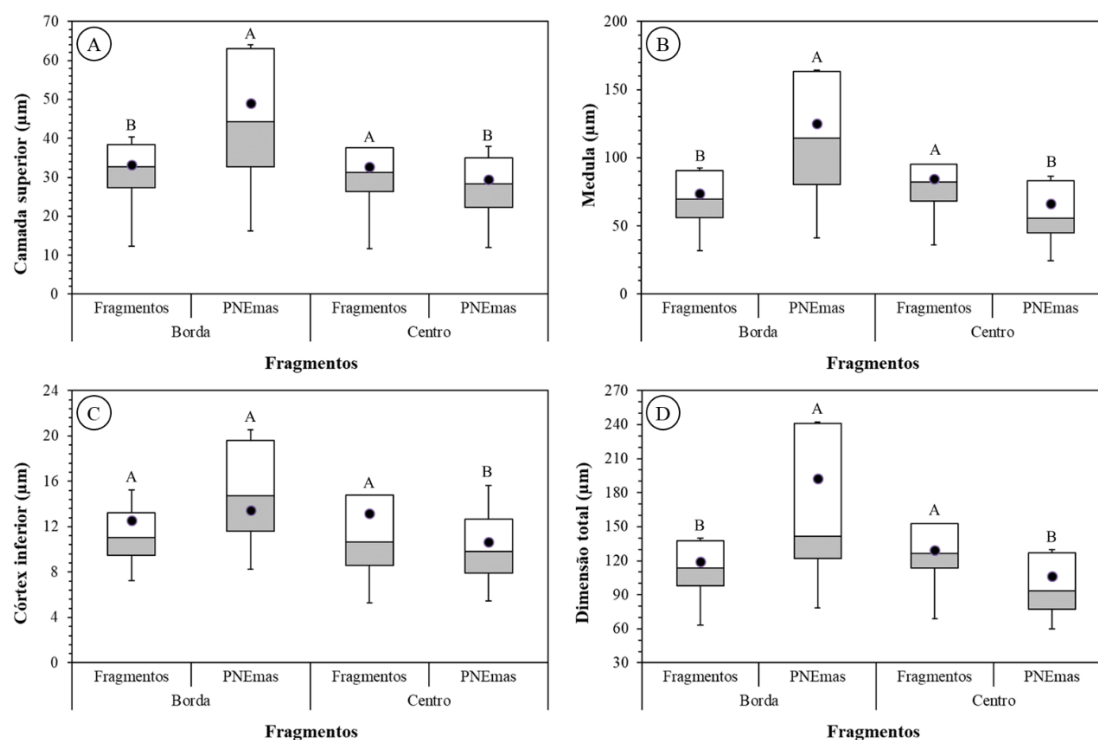 A
Camada superior (µm)
70
60
50
40
30
20
10
0
B
A
A
B
Fragmentos PNEmas Fragmentos PNEmas
Borda Centro
Fragmentos
B
Medula (µm)
200
150
100
50
0
B
A
A
B
Fragmentos PNEmas Fragmentos PNEmas
Borda Centro
Fragmentos
C
Córtex inferior (µm)
24
20
16
12
8
4
0
A
A
A
B
Fragmentos PNEmas Fragmentos PNEmas
Borda Centro
Fragmentos
D
Dimensão total (µm)
270
240
210
180
150
120
90
60
30
B
A
A
B
Fragmentos PNEmas Fragmentos PNEmas
Borda Centro
Fragmentos